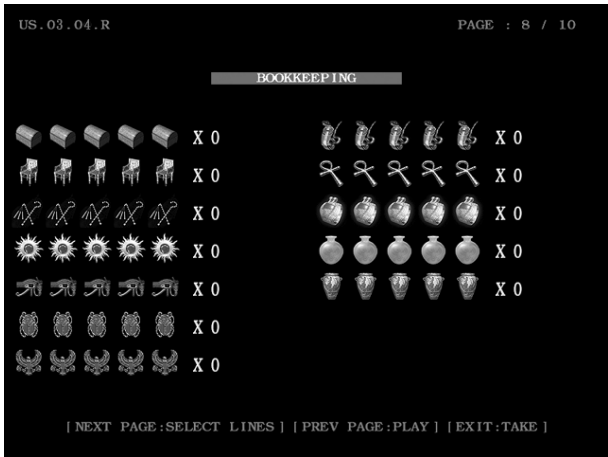 US.03.04.R PAGE : 8 / 10
BOOKKEEPING
X 0 X 0
X 0 X 0
X 0 X 0
X 0 X 0
X 0 X 0
X 0
X 0
[NEXT PAGE:SELECT LINES] [PREV PAGE:PLAY] [EXIT:TAKE]